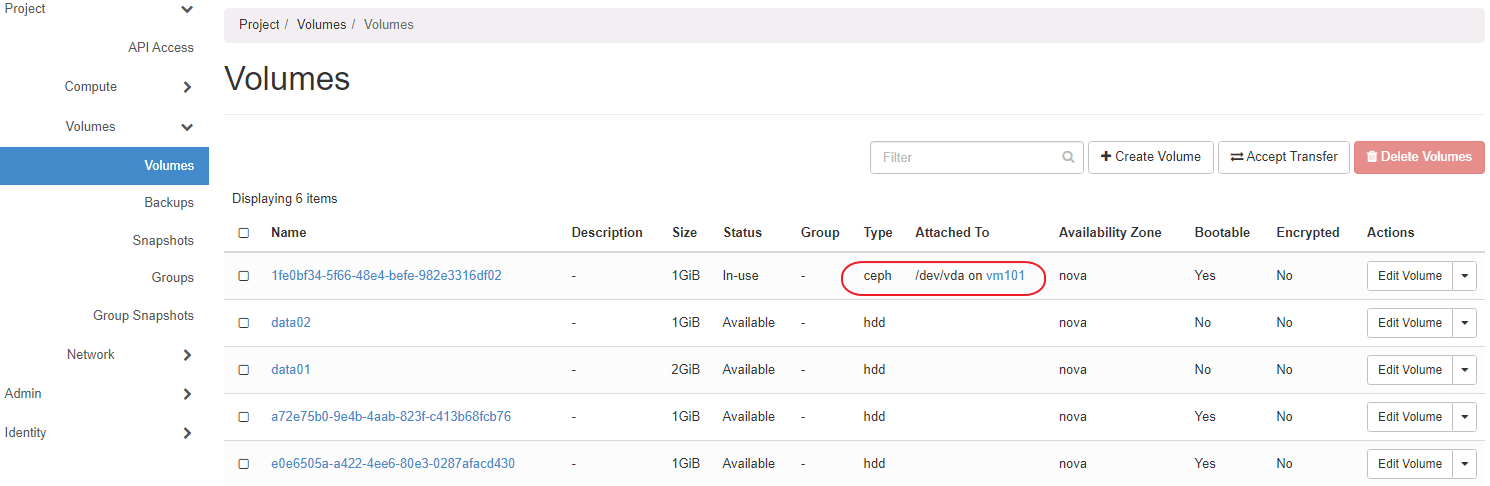 Project
API Access
Compute
Volumes
Volumes
Backups
Snapshots
Groups
Group Snapshots
Network
Admin
Identity
Project / Volumes / Volumes
Volumes
Filter Create Volume Accept Transfer Delete Volumes
Displaying 6 items
Name Description Size Status Group Type Attached To Availability Zone Bootable Encrypted Actions
1fe0bf34-5f66-48e4-befe-982e3316df02 - 1GiB In-use - ceph /dev/vda on vm101 nova Yes No Edit Volume
data02 - 1GiB Available - hdd nova No No Edit Volume
data01 - 2GiB Available - hdd nova No No Edit Volume
a72e75b0-9e4b-4aab-823f-c413b68fcb76 - 1GiB Available - hdd nova Yes No Edit Volume
e0e6505a-a422-4ee6-80e3-0287afacd430 - 1GiB Available - hdd nova Yes No Edit Volume